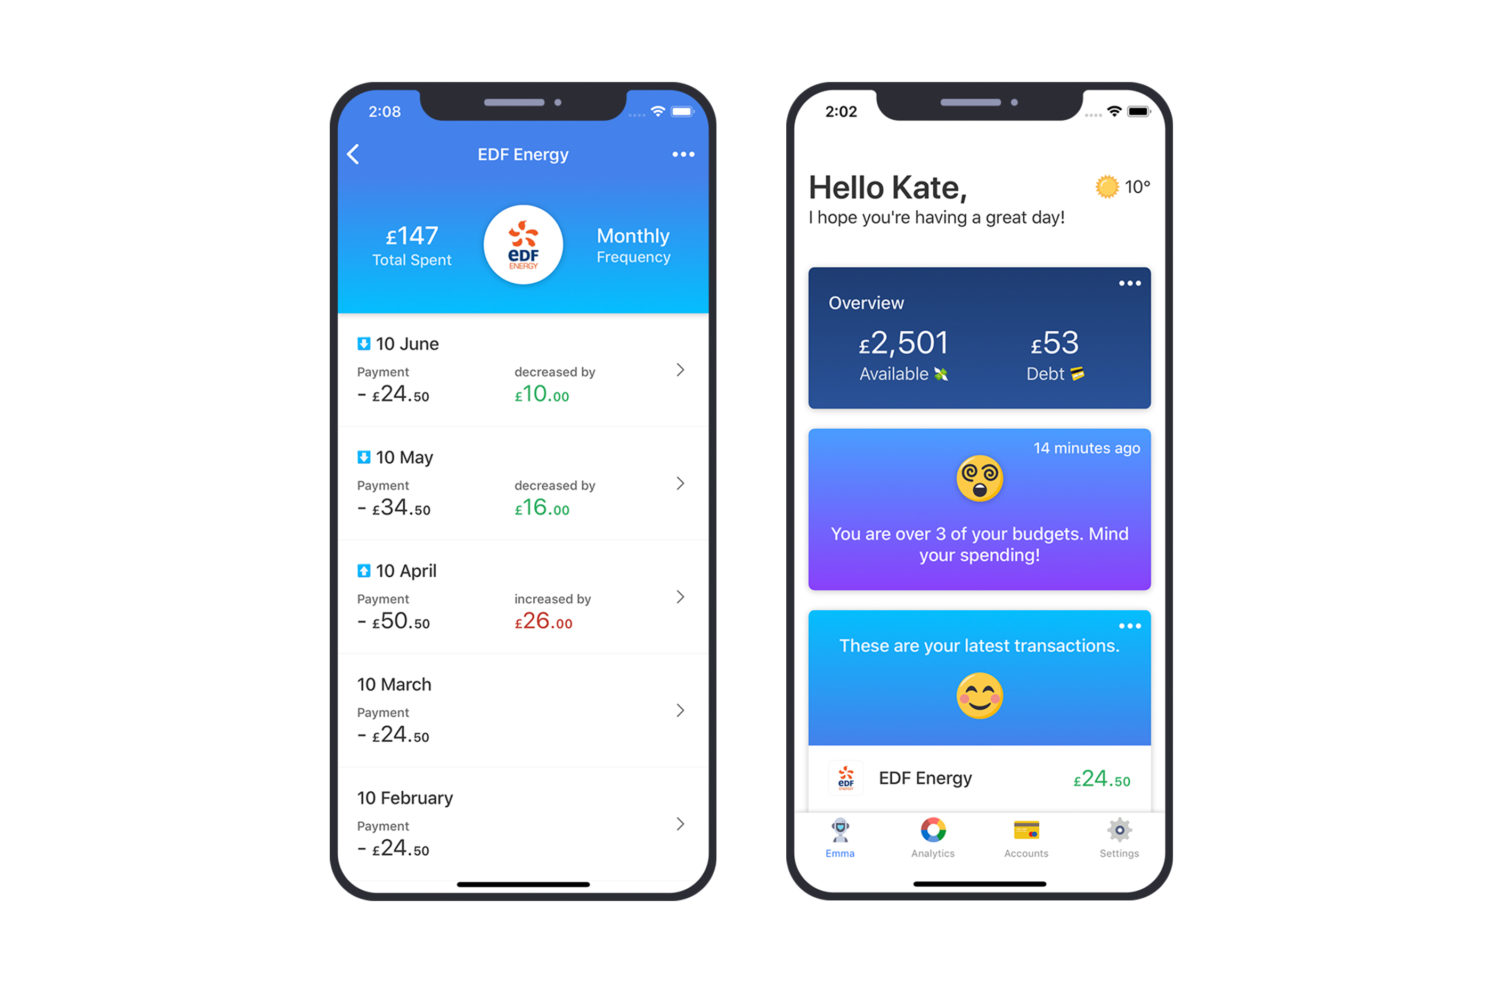 2:08
EDF Energy
£147
Total Spent
eDF
ENERGY
Monthly
Frequency
10 June
Payment
decreased by
- £24.50
£10.00
10 May
Payment
decreased by
- £34.50
£16.00
10 April
Payment
increased by
- £50.50
£26.00
10 March
Payment
- £24.50
10 February
Payment
- £24.50
2:02
Hello Kate,
10°
I hope you're having a great day!
Overview
£2,501
£53
Available
Debt
14 minutes ago
You are over 3 of your budgets. Mind
your spending!
These are your latest transactions.
eDF
ENERGY
EDF Energy
£24.50
Emma
Analytics
Accounts
Settings